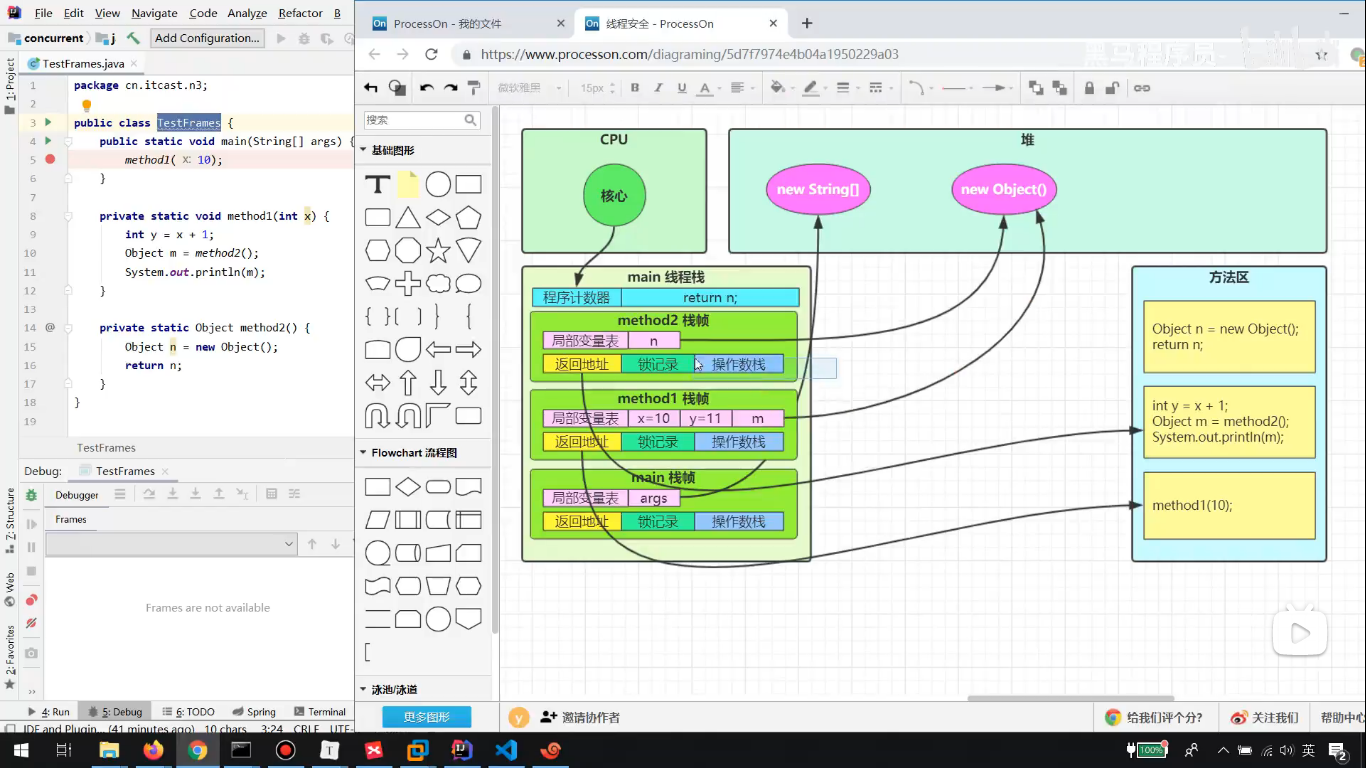 File Edit View Navigate Code Analyze Refactor B
concurrent j Add Configuration...
TestFrames.java
1: Project
1 package cn.itcast.n3;
2
3 public class TestFrames {
4 public static void main(String[] args) {
5 method1( x: 10);
6 }
7
8 private static void method1(int x) {
9 int y = x + 1;
10 Object m = method2();
11 System.out.println(m);
12 }
13
14 @ private static Object method2() {
15 Object n = new Object();
16 return n;
17 }
18 }
19
TestFrames
Debug: TestFrames
Debugger
Frames
Frames are not available
Z: Structure
Web
2: Favorites
4: Run 5: Debug 6: TODO Spring Terminal
IDE and Plugin... (41 minutes ago) 10 chars 3:24 CRLF UTF-
On ProcessOn - 我的文件
On 线程安全 - ProcessOn
https://www.processon.com/diagraming/5d7f7974e4b04a1950229a03
黑马程序员
微软雅黑 15px B I U A
搜索
基础图形
T
Flowchart 流程图
泳池/泳道
更多图形
CPU
核心
堆
new String[]
new Object()
main 线程栈
程序计数器 return n;
method2 栈帧
局部变量表 n
返回地址 锁记录 操作数栈
method1 栈帧
局部变量表 x=10 y=11 m
返回地址 锁记录 操作数栈
main 栈帧
局部变量表 args
返回地址 锁记录 操作数栈
方法区
Object n = new Object();
return n;
int y = x + 1;
Object m = method2();
System.out.println(m);
method1(10);
y 邀请协作者
给我们评个分? 关注我们 帮助中心
100% 英 2